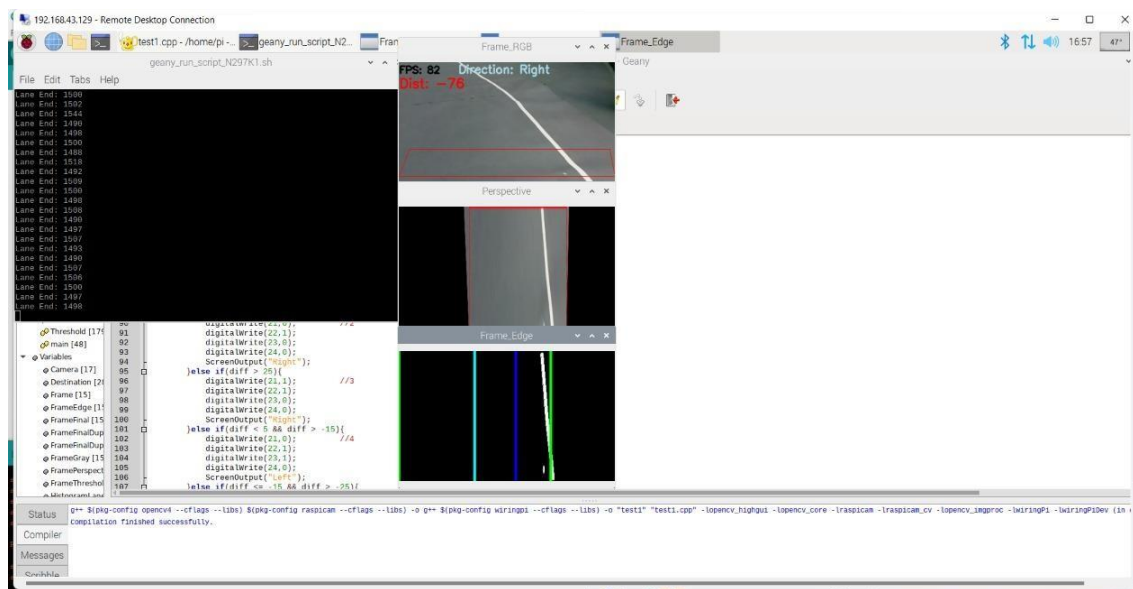 192.168.43.129 - Remote Desktop Connection
test1.cpp - /home/pi -... geany_run_script_N2... Fran Frame_Edge 16:57 47°
geany_run_script_N297K1.sh
Frame_RGB
- Geany
File Edit Tabs Help
FPS: 82 Direction: Right
Dist: -76
Lane End: 1500
Lane End: 1502
Lane End: 1544
Lane End: 1490
Lane End: 1498
Lane End: 1500
Lane End: 1488
Lane End: 1518
Lane End: 1492
Lane End: 1509
Lane End: 1500
Lane End: 1498
Lane End: 1508
Lane End: 1490
Lane End: 1497
Lane End: 1507
Lane End: 1493
Lane End: 1490
Lane End: 1507
Lane End: 1506
Lane End: 1500
Lane End: 1497
Lane End: 1498
Perspective
Frame_Edge
Threshold [179
main [48]
Variables
Camera [17]
Destination [2
Frame [15]
FrameEdge [15
FrameFinal [15
FrameFinalDup
FrameFinalDup
FrameGray [15
FramePerspect
FrameThreshol
HistogramLane
90 digitalWrite(21,0); //2
91 digitalWrite(22,1);
92 digitalWrite(23,0);
93 digitalWrite(24,0);
94 ScreenOutput("Right");
95 }else if(diff > 25){
96 digitalWrite(21,1); //3
97 digitalWrite(22,1);
98 digitalWrite(23,0);
99 digitalWrite(24,0);
100 ScreenOutput("Right");
101 }else if(diff < 5 && diff > -15){
102 digitalWrite(21,0); //4
103 digitalWrite(22,1);
104 digitalWrite(23,1);
105 digitalWrite(24,0);
106 ScreenOutput("Left");
107 }else if(diff <= -15 && diff > -25){
Status
Compiler
Messages
Scribble
g++ $(pkg-config opencv4 --cflags --libs) $(pkg-config raspicam --cflags --libs) -o g++ $(pkg-config wiringpi --cflags --libs) -o "test1" "test1.cpp" -lopencv_highgui -lopencv_core -lraspicam -lraspicam_cv -lopencv_imgproc -lwiringPi -lwiringPiDev (in
Compilation finished successfully.